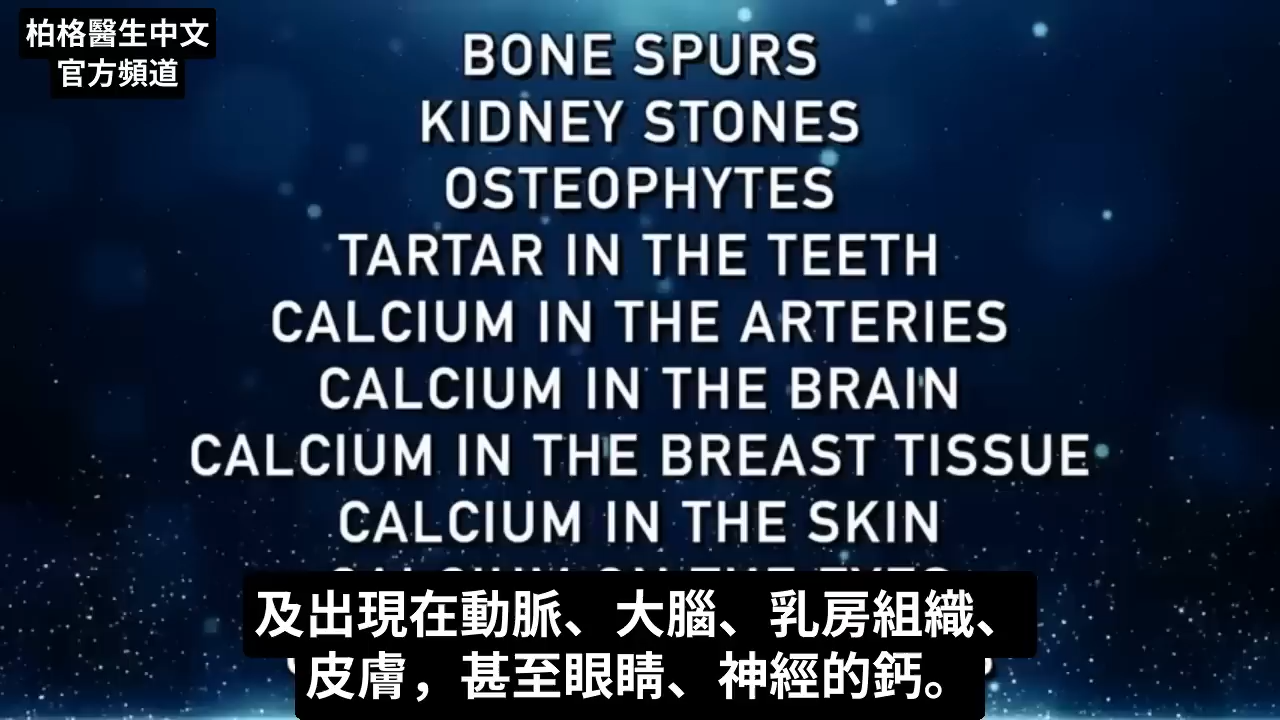 柏格醫生中文
官方頻道
BONE SPURS
KIDNEY STONES
OSTEOPHYTES
TARTAR IN THE TEETH
CALCIUM IN THE ARTERIES
CALCIUM IN THE BRAIN
CALCIUM IN THE BREAST TISSUE
CALCIUM IN THE SKIN
及出現在動脈、大腦、乳房組織、
皮膚，甚至眼睛、神經的鈣。